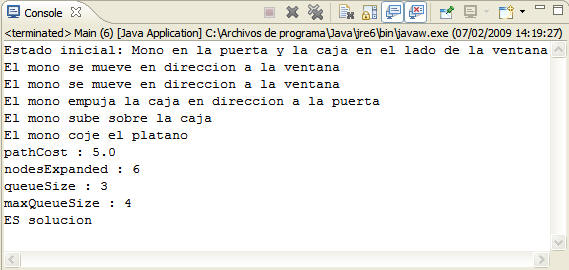 Console
<terminated> Main (6) [Java Application] C:\Archivos de programa\Java\jre6\bin\javaw.exe (07/02/2009 14:19:27)
Estado inicial: Mono en la puerta y la caja en el lado de la ventana
El mono se mueve en direccion a la ventana
El mono se mueve en direccion a la ventana
El mono empuja la caja en direccion a la puerta
El mono sube sobre la caja
El mono coje el platano
pathCost : 5.0
nodesExpanded : 6
queueSize : 3
maxQueueSize : 4
ES solucion